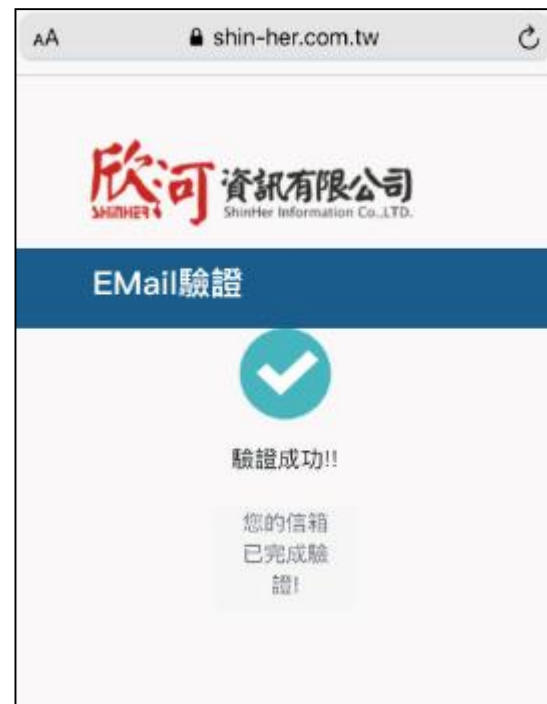 AA
shin-her.com.tw
欣河
SHINHER
資訊有限公司
ShinHer Information Co.,LTD.
EMail驗證
驗證成功!!
您的信箱
已完成驗
證!